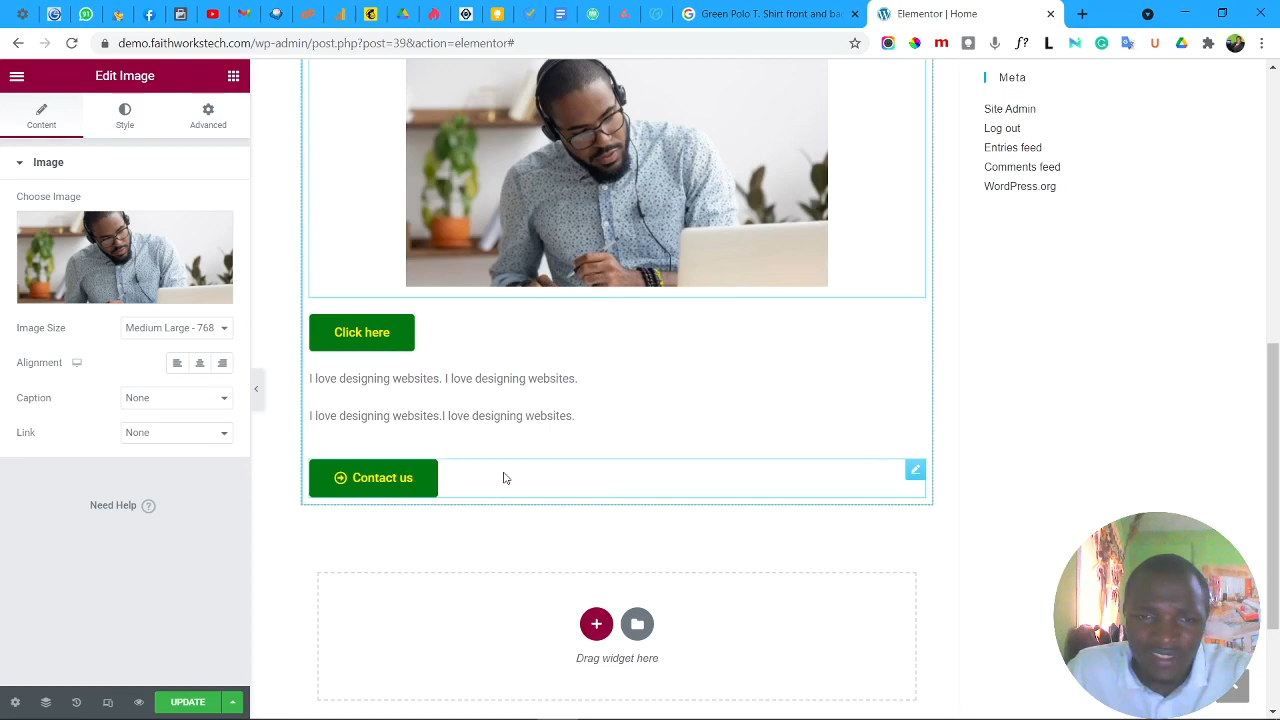 Green Polo T. Shirt front and ba
Elementor | Home
demo.faithworksted.com/wp-admin/post.php?post=39&action=elementor#
Edit Image
Content
Style
Advanced
Image
Choose Image
Image Size
Medium Large - 768
Alignment
Caption
None
Link
None
Need Help
UPDATE
Click here
I love designing websites. I love designing websites.
I love designing websites.I love designing websites.
Contact us
Drag widget here
Meta
Site Admin
Log out
Entries feed
Comments feed
WordPress.org